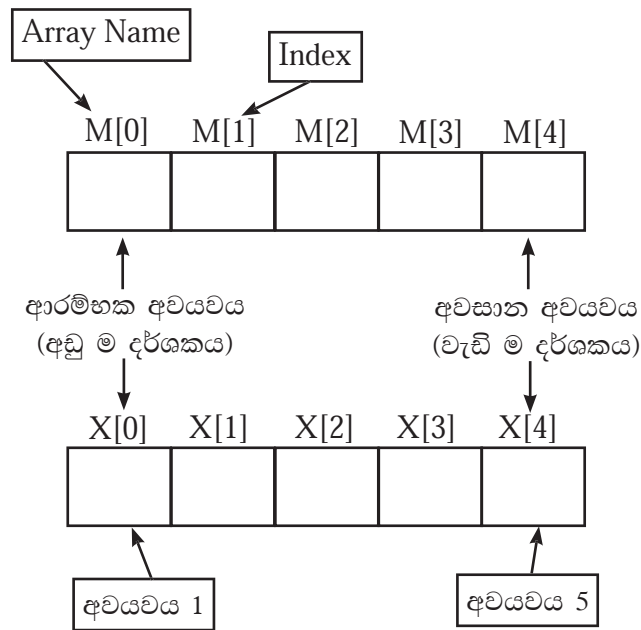 Array Name
Index
M[0] M[1] M[2] M[3] M[4]
ආරම්භක අවයවය
(අඩු ම දර්ශකය)
අවසාන අවයවය
(වැඩි ම දර්ශකය)
X[0] X[1] X[2] X[3] X[4]
අවයවය 1
අවයවය 5